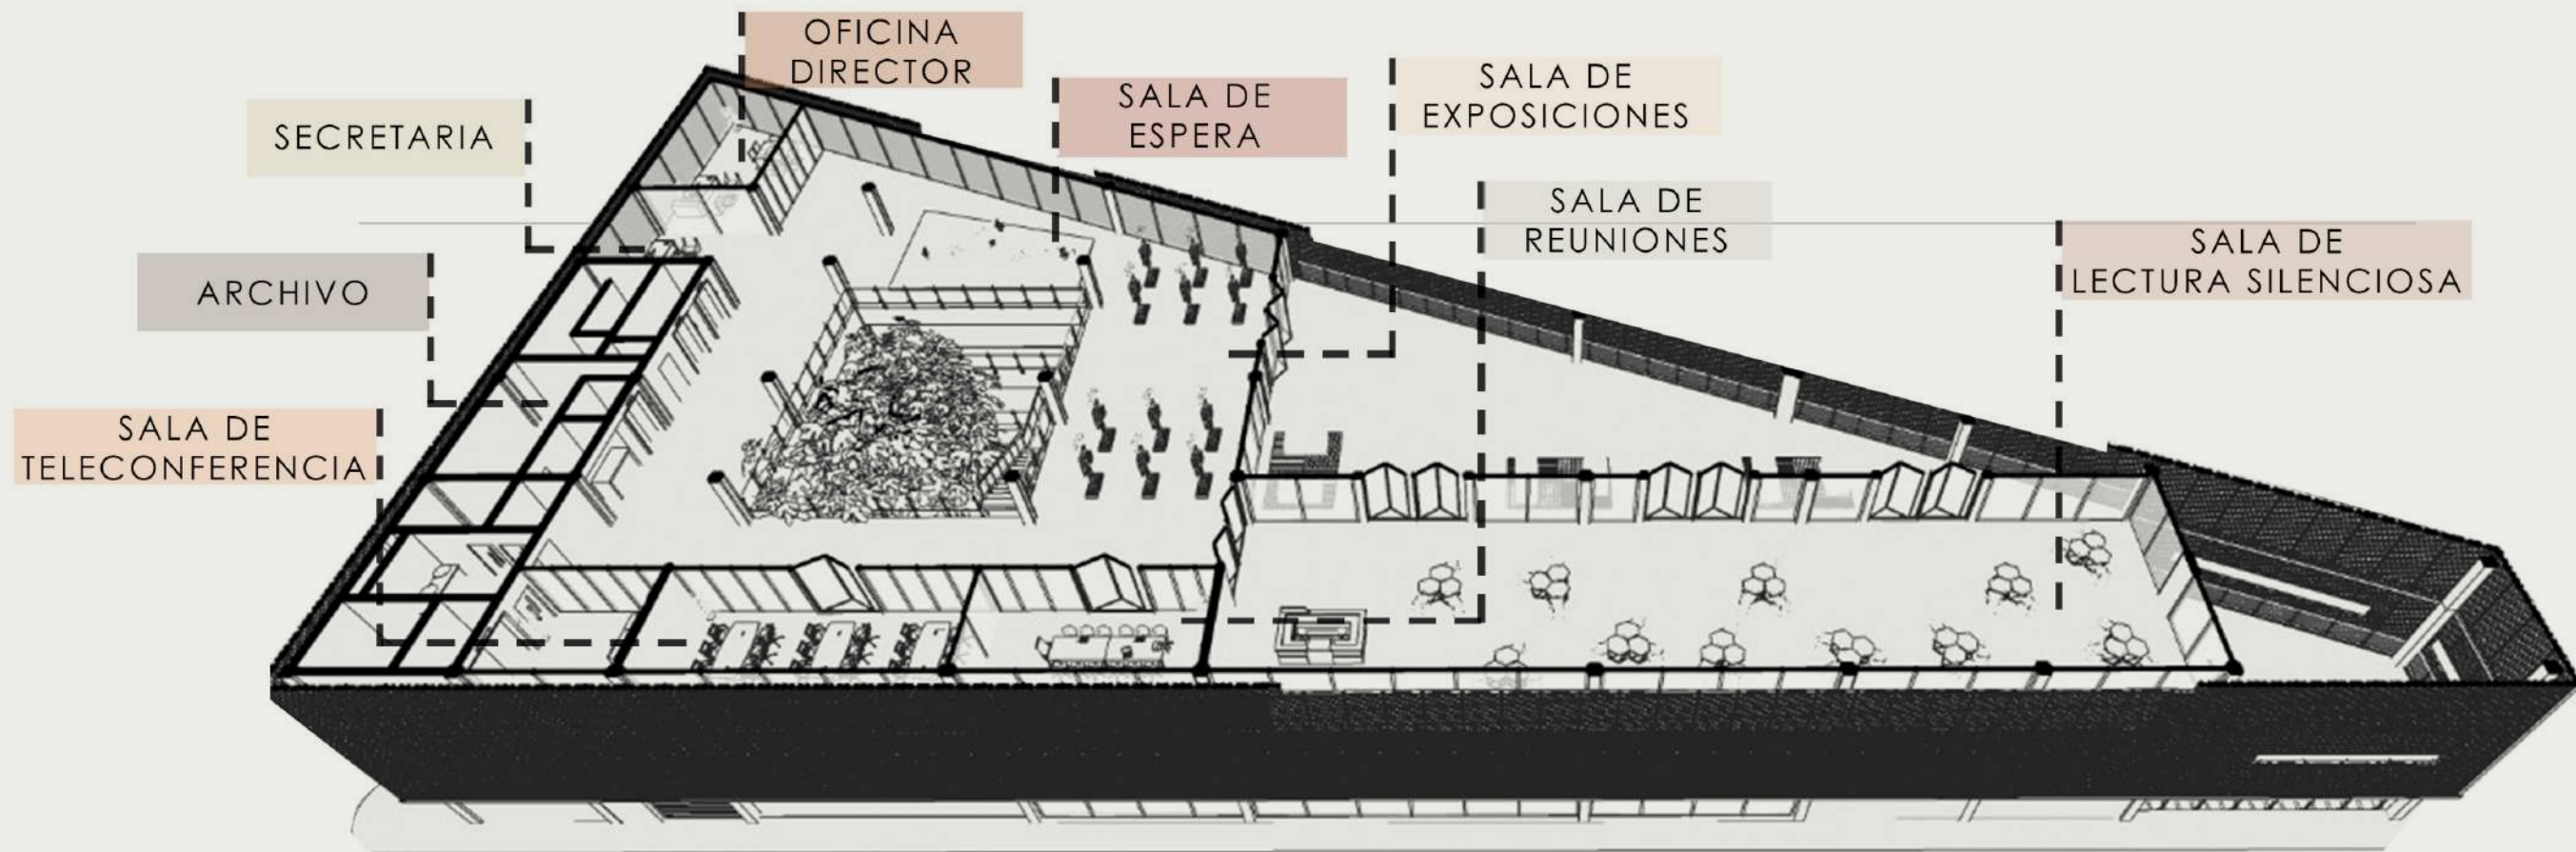 OFICINA
DIRECTOR
SALA DE
EXPOSICIONES
SALA DE
ESPERA
SECRETARIA
SALA DE
REUNIONES
SALA DE
LECTURA SILENCIOSA
ARCHIVO
SALA DE
TELECONFERENCIA